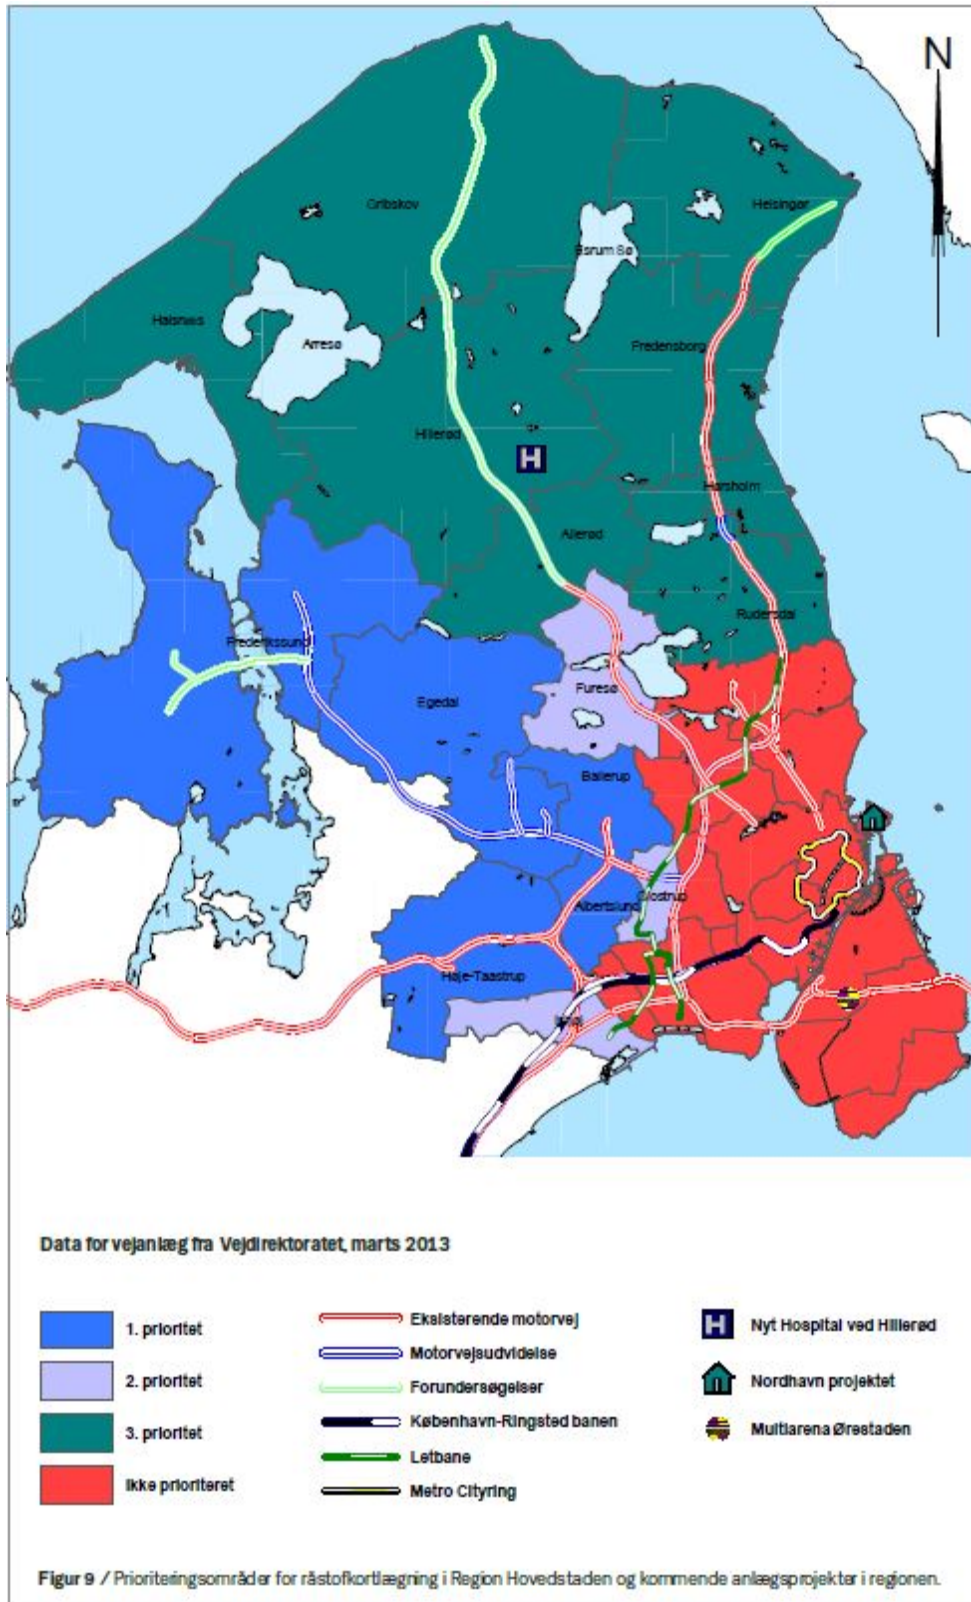 N
Gribskov
Helsingør
Esrum Sø
Halsnæs
Arresø
Fredensborg
Hillerød
H
Hørsholm
Allerød
Rudersdal
Frederikssund
Furesø
Egedal
Ballerup
Glostrup
Albertslund
Høje-Taastrup
Data for vejanlæg fra Vejdirektoratet, marts 2013
1. prioritet
2. prioritet
3. prioritet
Ikke prioriteret
Eksisterende motorvej
Motorvejsudvidelse
Forundersøgelser
København-Ringsted banen
Letbane
Metro Cityring
H Nyt Hospital ved Hillerød
Nordhavn projektet
Multiarena Ørestaden
Figur 9 / Prioriteringsområder for råstofkortlægning i Region Hovedstaden og kommende anlægsprojekter i regionen.